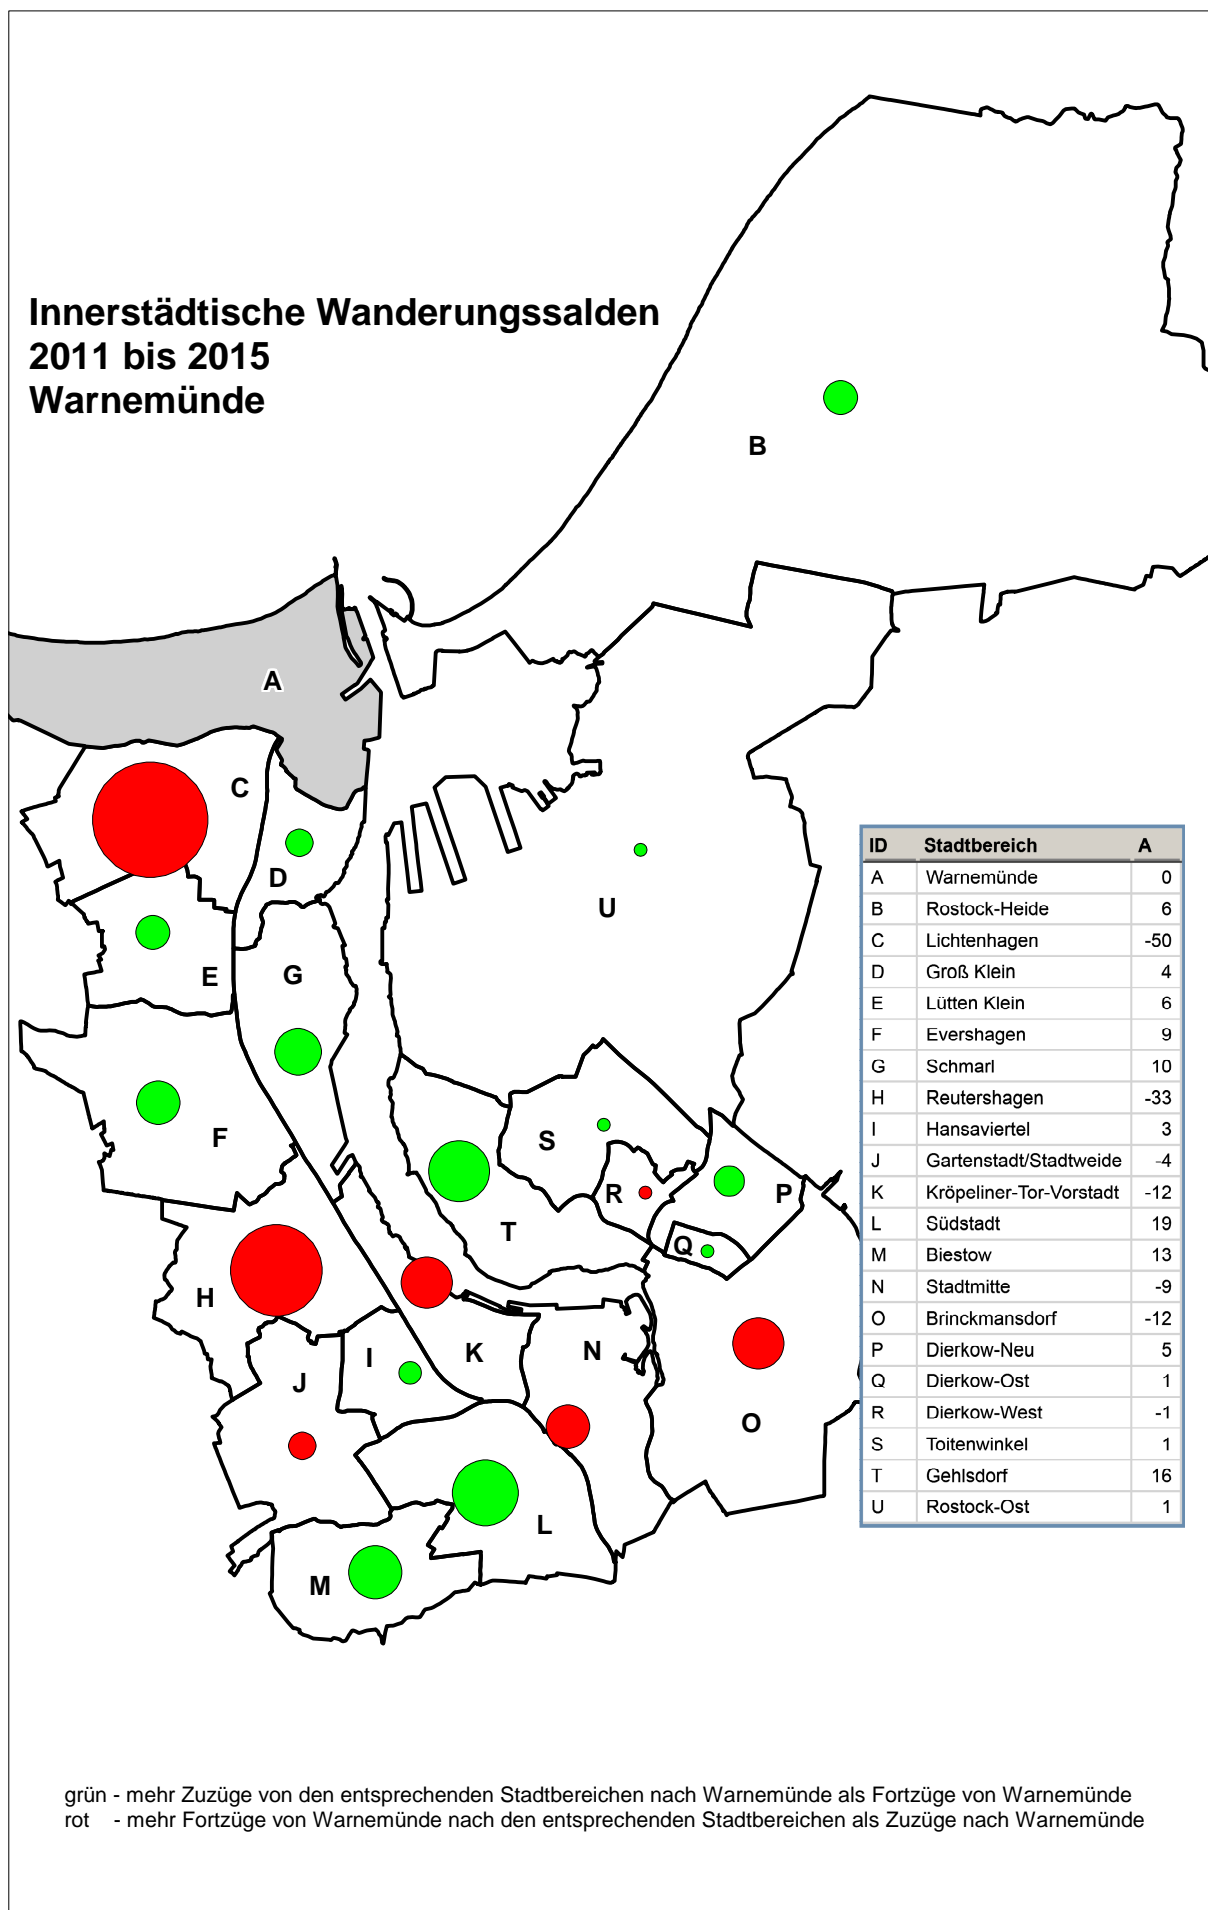 Innerstädtische Wanderungssalden
2011 bis 2015
Warnemünde
B
A
C
D
U
E
G
F
S
R
P
T
Q
H
K
N
I
J
O
L
M
ID Stadtbereich A
A Warnemünde 0
B Rostock-Heide 6
C Lichtenhagen -50
D Groß Klein 4
E Lütten Klein 6
F Evershagen 9
G Schmarl 10
H Reutershagen -33
I Hansaviertel 3
J Gartenstadt/Stadtweide -4
K Kröpeliner-Tor-Vorstadt -12
L Südstadt 19
M Biestow 13
N Stadtmitte -9
O Brinckmansdorf -12
P Dierkow-Neu 5
Q Dierkow-Ost 1
R Dierkow-West -1
S Toitenwinkel 1
T Gehlsdorf 16
U Rostock-Ost 1
grün - mehr Zuzüge von den entsprechenden Stadtbereichen nach Warnemünde als Fortzüge von Warnemünde
rot - mehr Fortzüge von Warnemünde nach den entsprechenden Stadtbereichen als Zuzüge nach Warnemünde